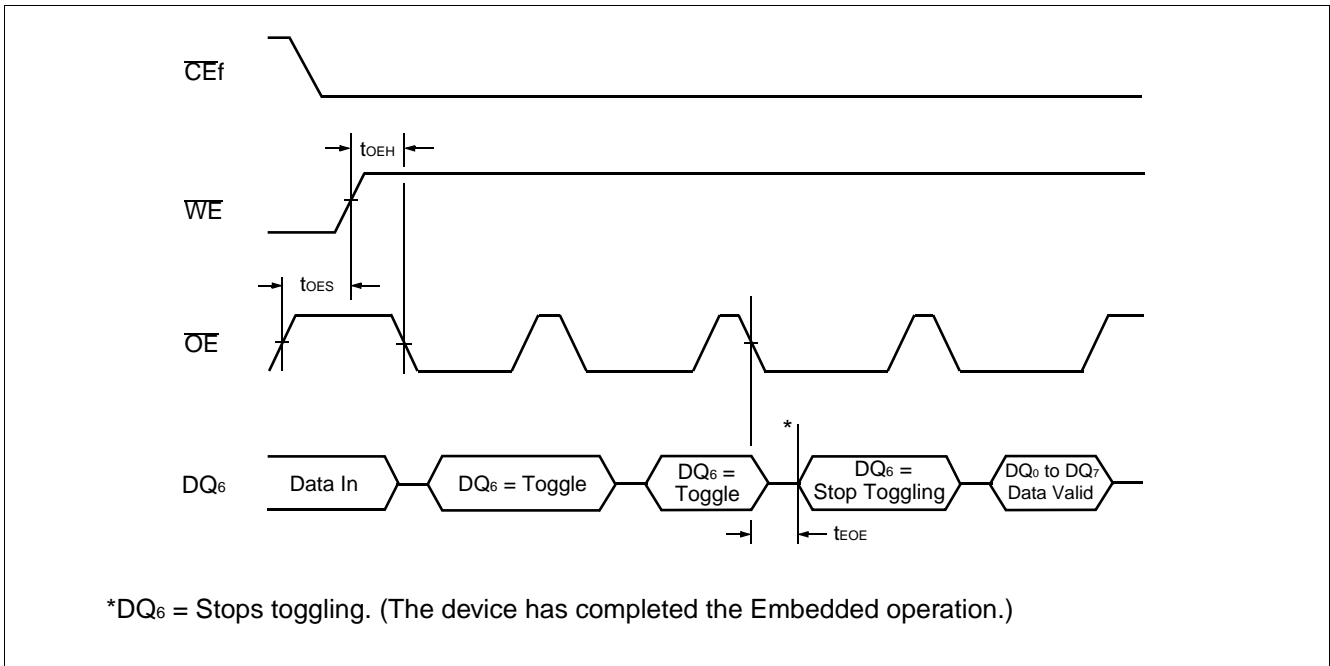 CEf
tOEH
WE
tOES
OE
*
DQ6
Data In
DQ6 = Toggle
DQ6 =
Toggle
DQ6 =
Stop Toggling
DQ0 to DQ7
Data Valid
tEOE
*DQ6 = Stops toggling. (The device has completed the Embedded operation.)